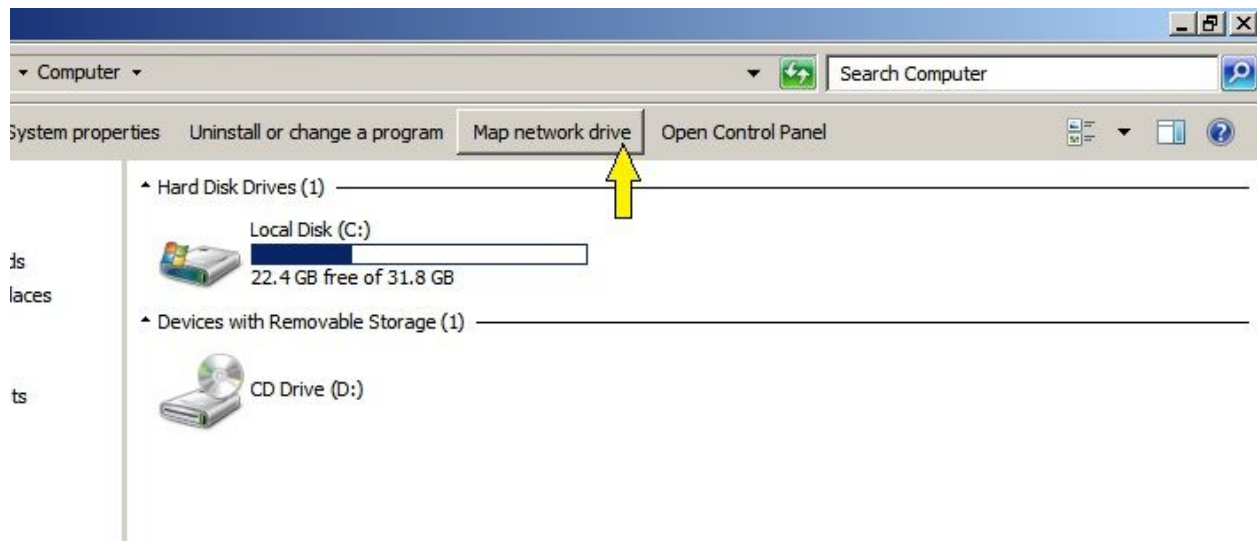 Computer
Search Computer
System properties Uninstall or change a program Map network drive Open Control Panel
Hard Disk Drives (1)
Local Disk (C:)
22.4 GB free of 31.8 GB
Devices with Removable Storage (1)
CD Drive (D:)